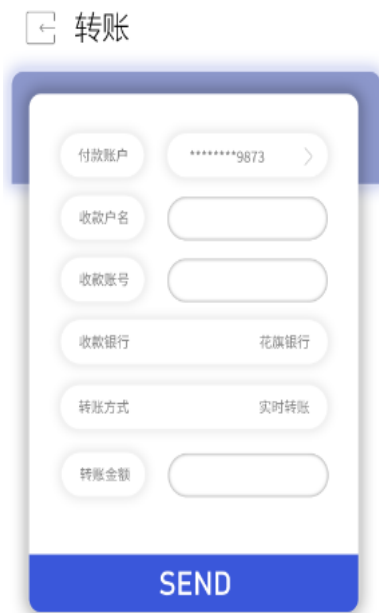 转账
付款账户 ********9873
收款户名
收款账号
收款银行 花旗银行
转账方式 实时转账
转账金额
SEND